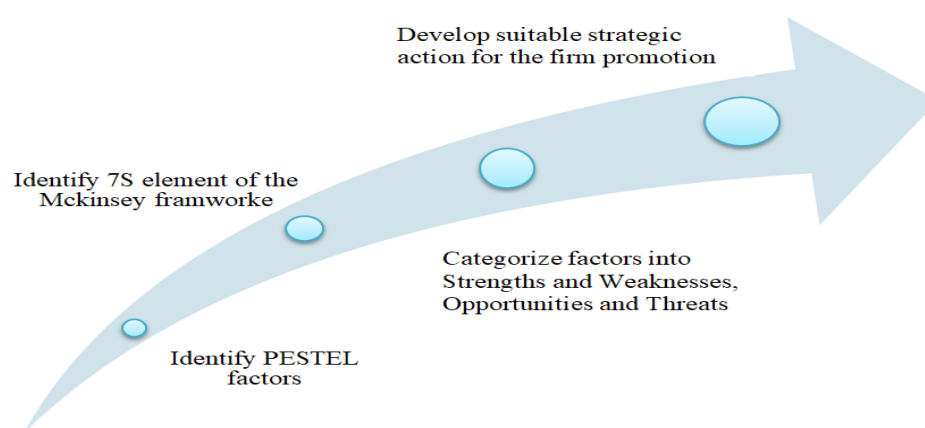 Develop suitable strategic
action for the firm promotion
Identify 7S element of the
Mckinsey framworke
Categorize factors into
Strengths and Weaknesses,
Opportunities and Threats
Identify PESTEL
factors